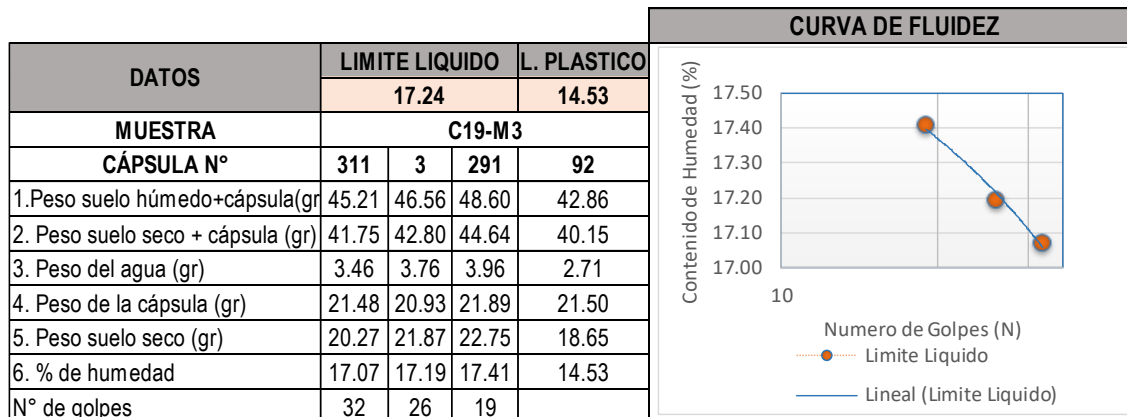 CURVA DE FLUIDEZ
DATOS LIMITE LIQUIDO L. PLASTICO
17.24 14.53
MUESTRA C19-M3
CÁPSULA N° 311 3 291 92
1.Peso suelo húmedo+cápsula(gr 45.21 46.56 48.60 42.86
2. Peso suelo seco + cápsula (gr) 41.75 42.80 44.64 40.15
3. Peso del agua (gr) 3.46 3.76 3.96 2.71
4. Peso de la cápsula (gr) 21.48 20.93 21.89 21.50
5. Peso suelo seco (gr) 20.27 21.87 22.75 18.65
6. % de humedad 17.07 17.19 17.41 14.53
N° de golpes 32 26 19
Contenido de Humedad (%)
17.50
17.40
17.30
17.20
17.10
17.00
10
Numero de Golpes (N)
Limite Liquido
Lineal (Limite Liquido)